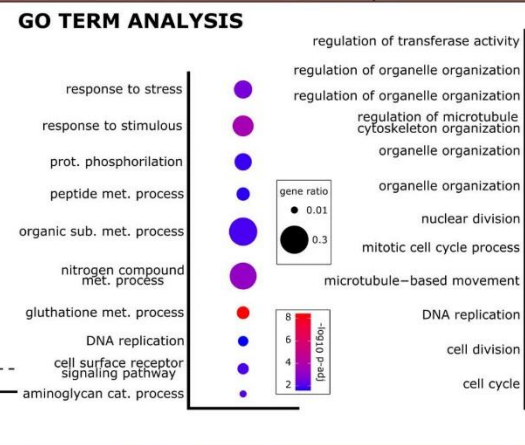 GO TERM ANALYSIS
response to stress
response to stimulous
prot. phosphorilation
peptide met. process
organic sub. met. process
nitrogen compound
met. process
gluthatione met. process
DNA replication
cell surface receptor
signaling pathway
aminoglycan cat. process
gene ratio
0.01
0.3
8
6
4
2
-log10 p-adj
regulation of transferase activity
regulation of organelle organization
regulation of organelle organization
regulation of microtubule
cytoskeleton organization
organelle organization
organelle organization
nuclear division
mitotic cell cycle process
microtubule−based movement
DNA replication
cell division
cell cycle